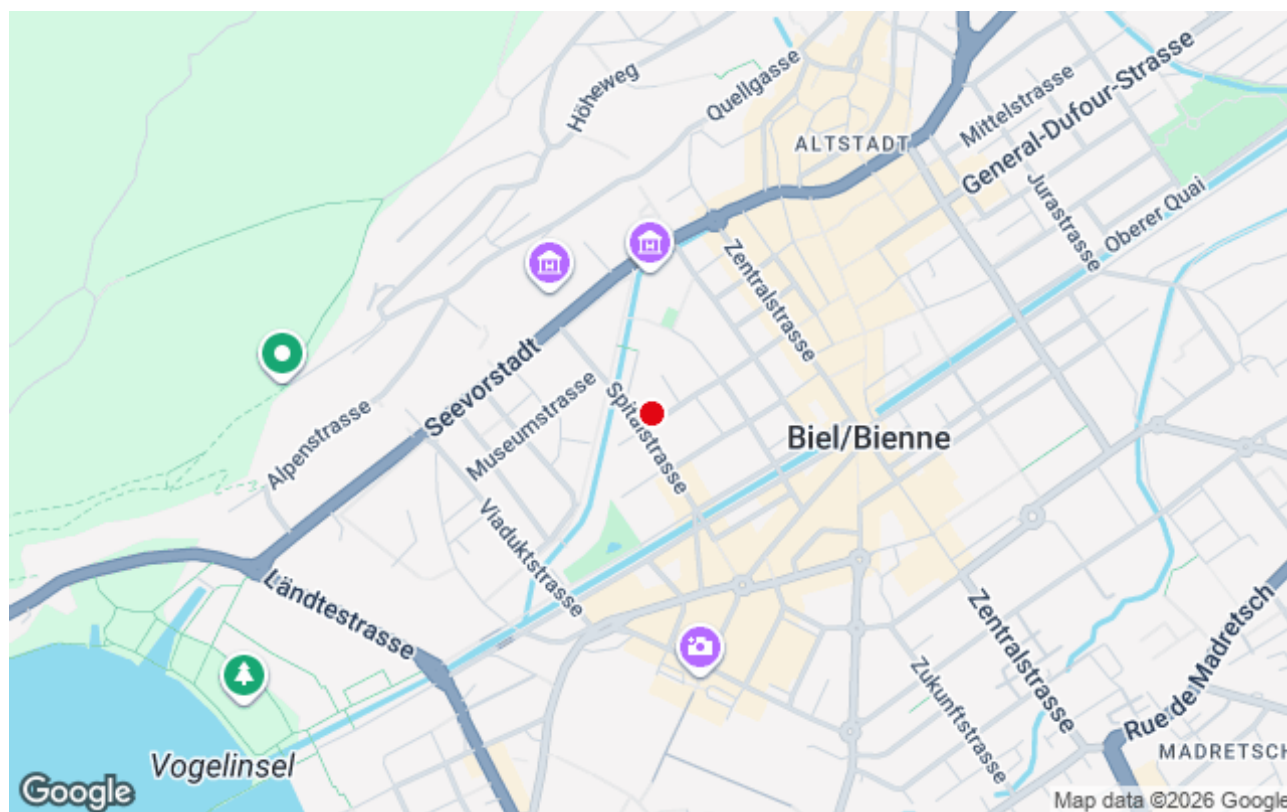 Höheweg
Quellgasse
Mittelstrasse
General-Dufour-Strasse
ALTSTADT
Jurastrasse
Oberer Quai
Zentralstrasse
Seevorstadt
Museumstrasse
Spitalstrasse
Alpenstrasse
Biel/Bienne
Viaduktstrasse
Ländtestrasse
Zentralstrasse
Zukunftstrasse
Rue de Madretsch
MADRETSCH
Vogelinsel
Google
Map data ©2026 Google